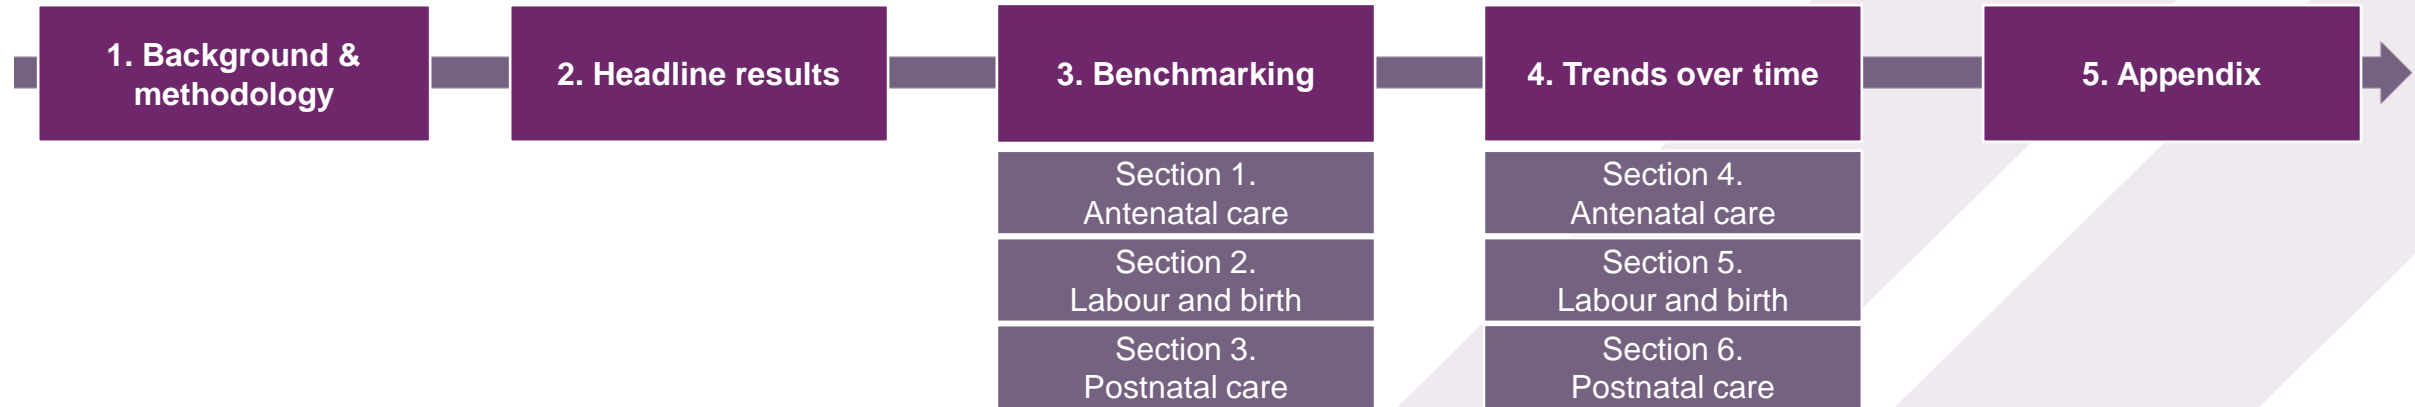 1. Background &
methodology
2. Headline results
3. Benchmarking
Section 1.
Antenatal care
Section 2.
Labour and birth
Section 3.
Postnatal care
4. Trends over time
Section 4.
Antenatal care
Section 5.
Labour and birth
Section 6.
Postnatal care
5. Appendix